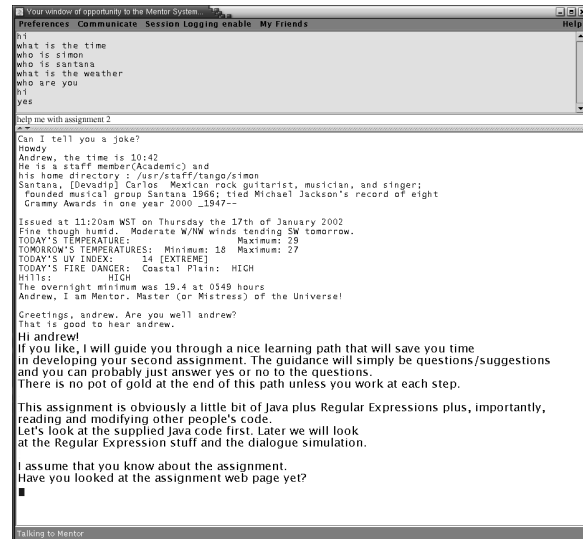 Your window of opportunity to the Mentor System...
Preferences Communicate Session Logging enable My Friends Help
hi
what is the time
who is simon
who is santana
what is the weather
who are you
hi
yes
help me with assignment 2
Can I tell you a joke?
Howdy
Andrew, the time is 10:42
He is a staff member(Academic) and
his home directory : /usr/staff/tango/simon
Santana, [Devadip] Carlos Mexican rock guitarist, musician, and singer;
founded musical group Santana 1966; tied Michael Jackson's record of eight
Grammy Awards in one year 2000 _1947--
Issued at 11:20am WST on Thursday the 17th of January 2002
Fine though humid. Moderate W/NW winds tending SW tomorrow.
TODAY'S TEMPERATURE: Maximum: 29
TOMORROW'S TEMPERATURES: Minimum: 18 Maximum: 27
TODAY'S UV INDEX: 14 [EXTREME]
TODAY'S FIRE DANGER: Coastal Plain: HIGH
Hills: HIGH
The overnight minimum was 19.4 at 0549 hours
Andrew, I am Mentor. Master (or Mistress) of the Universe!
Greetings, andrew. Are you well andrew?
That is good to hear andrew.
Hi andrew!
If you like, I will guide you through a nice learning path that will save you time
in developing your second assignment. The guidance will simply be questions/suggestions
and you can probably just answer yes or no to the questions.
There is no pot of gold at the end of this path unless you work at each step.
This assignment is obviously a little bit of Java plus Regular Expressions plus, importantly,
reading and modifying other people's code.
Let's look at the supplied Java code first. Later we will look
at the Regular Expression stuff and the dialogue simulation.
I assume that you know about the assignment.
Have you looked at the assignment web page yet?
Talking to Mentor